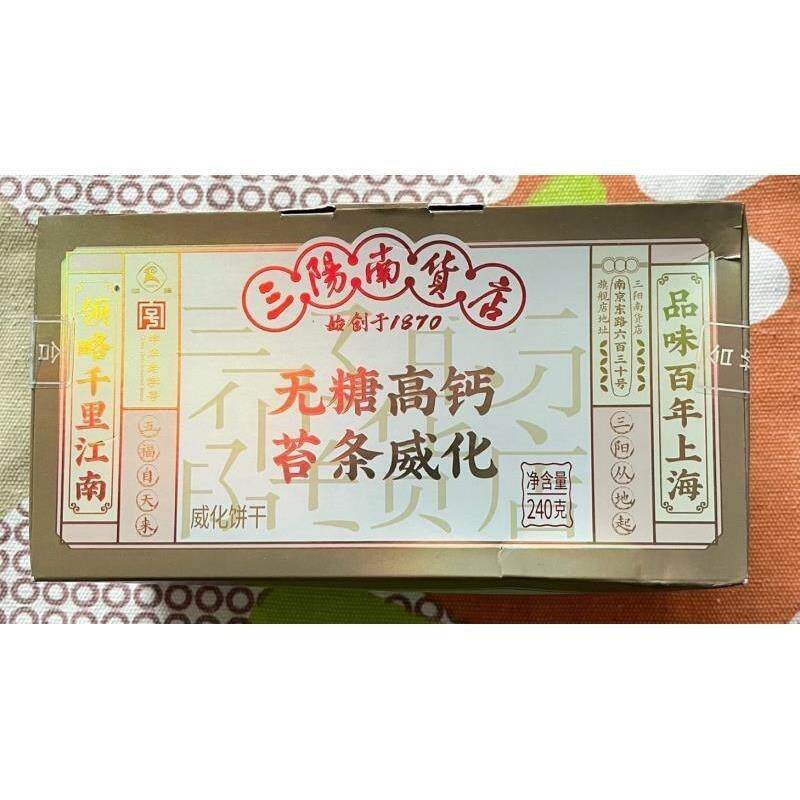 三陽南貨店
始创于1870
无糖高钙
苔条威化
威化饼干
净含量
240克
领略千里江南
中华老字号
五福自天来
三阳南货店
旗舰店地址
南京东路六百三十号
三阳从地起
品味百年上海
合